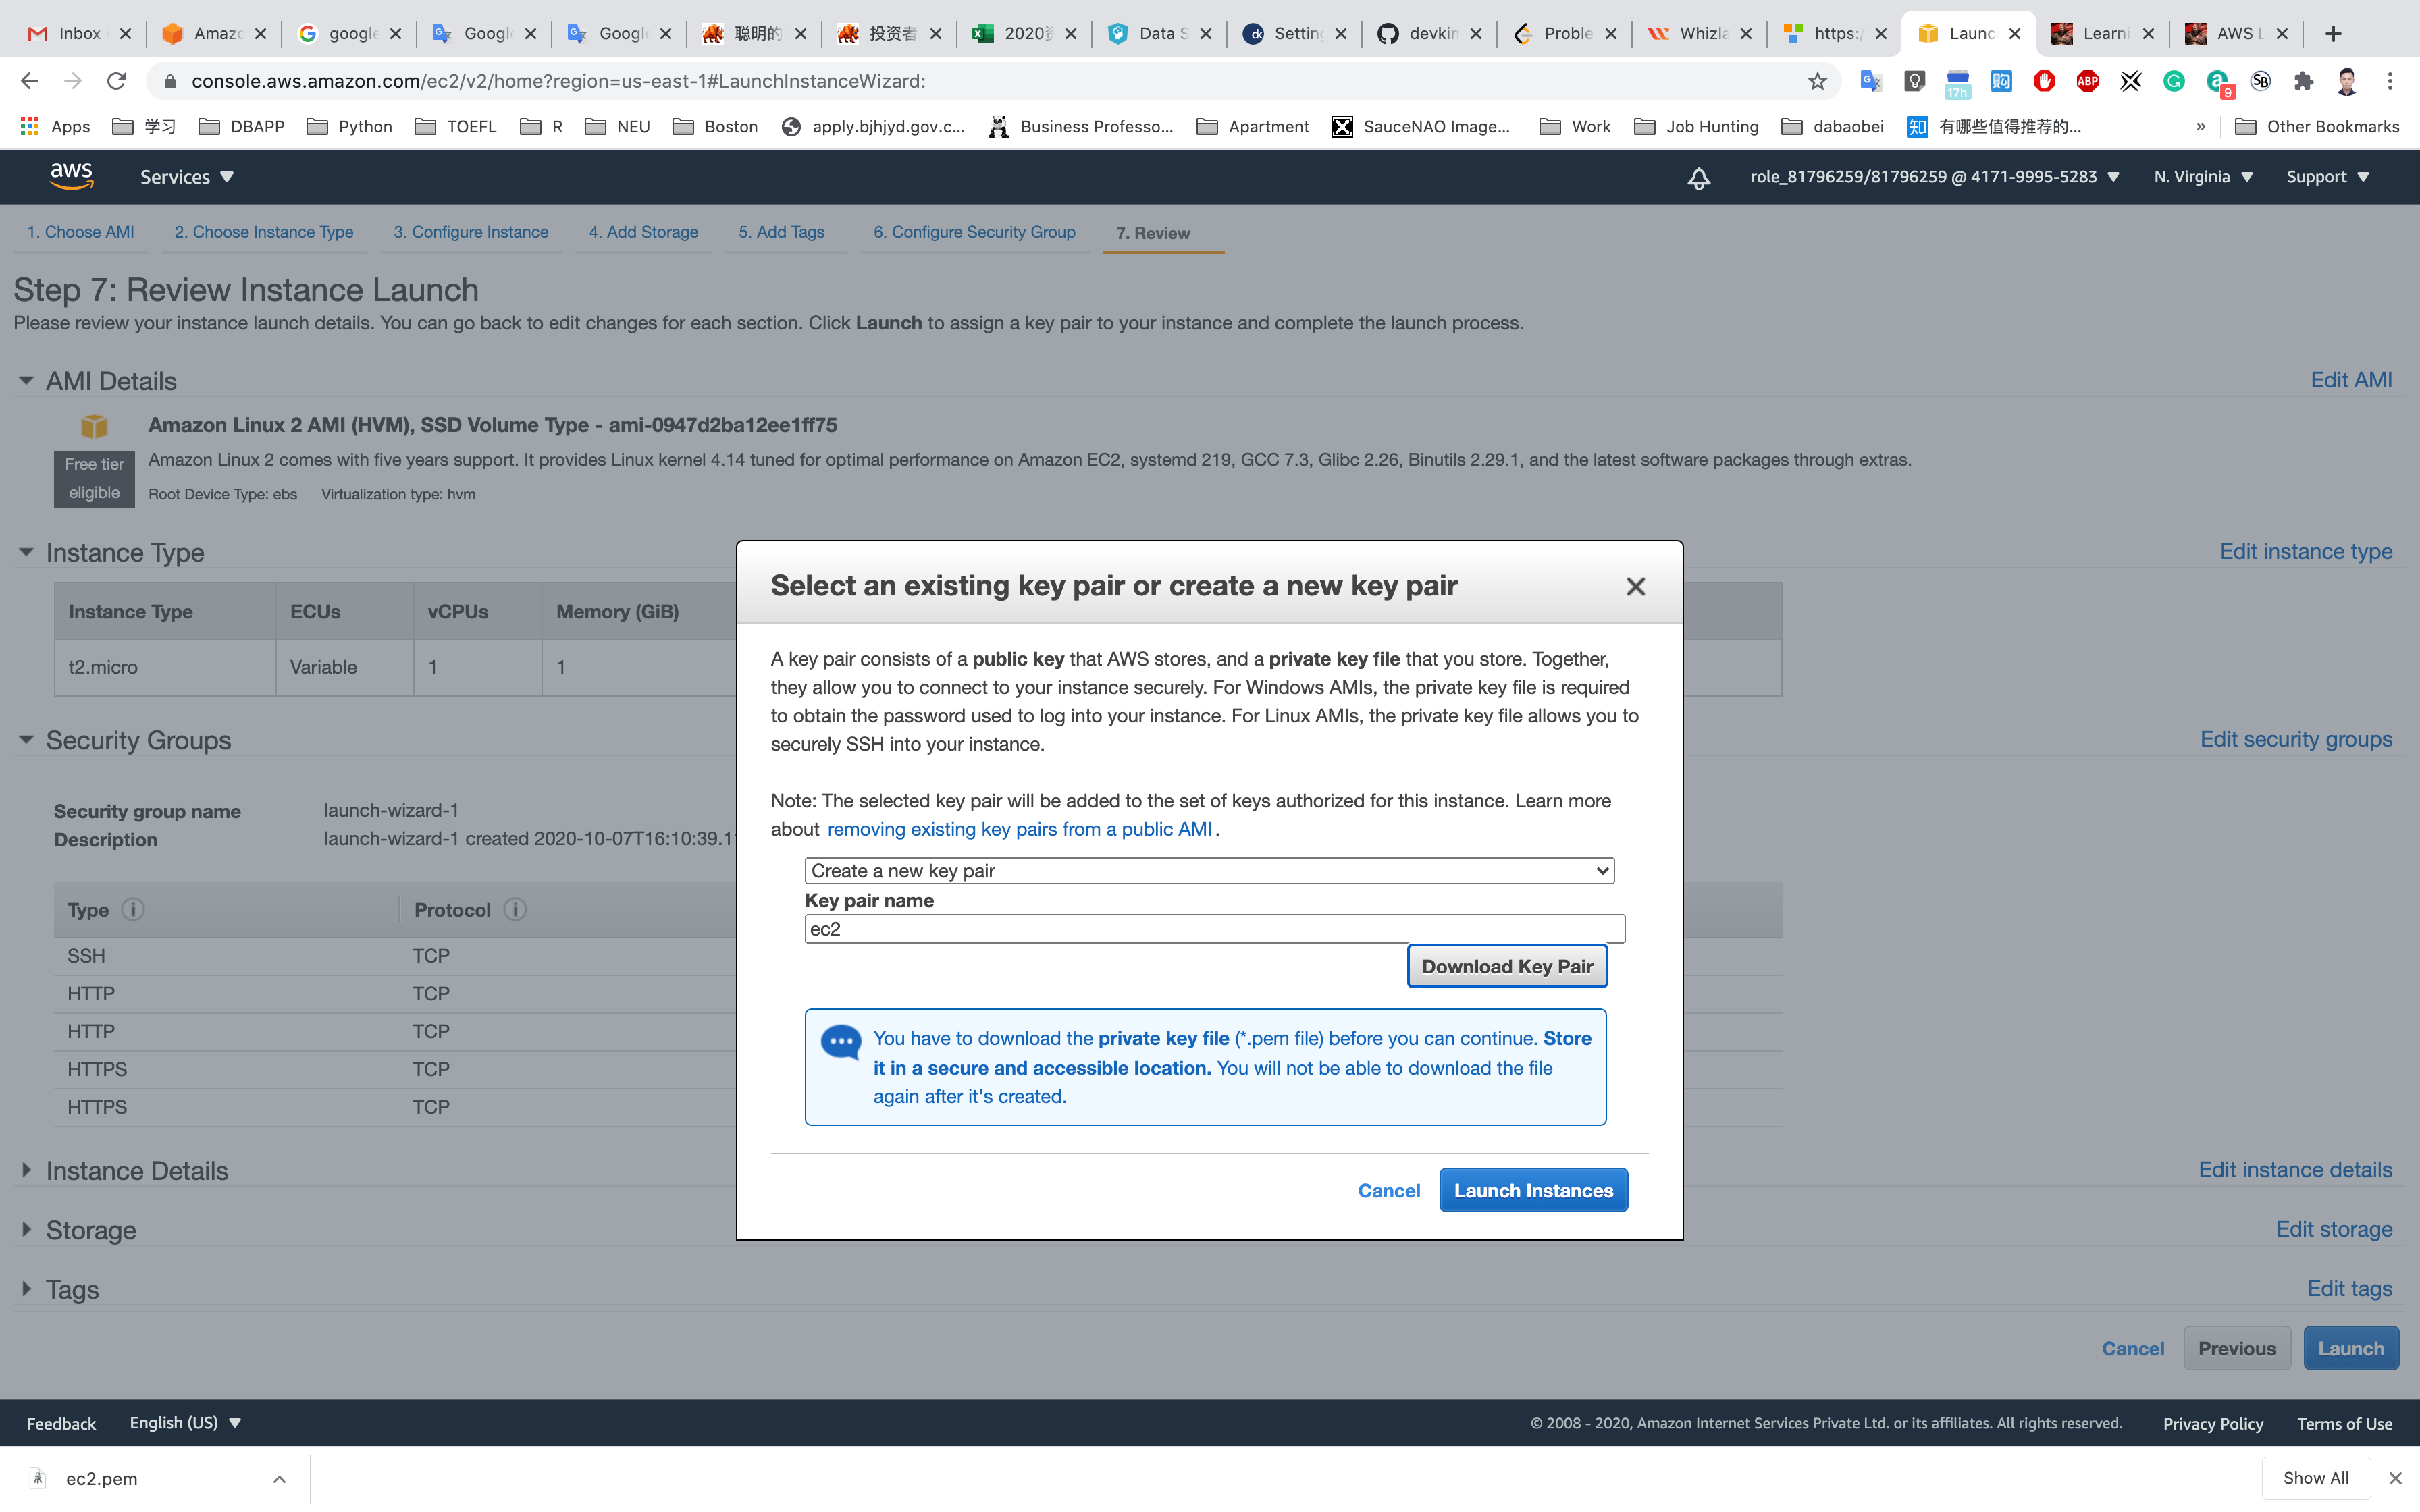 Inbox
Amazo
google
Google
Google
聪明的
投资者
2020
Data S
Setting
devkin
Proble
Whizla
https:/
Launc
Learni
AWS L
console.aws.amazon.com/ec2/v2/home?region=us-east-1#LaunchInstanceWizard:
17h
ABP
9
SB
Apps
学习
DBAPP
Python
TOEFL
R
NEU
Boston
apply.bjhjyd.gov.c...
Business Professo...
Apartment
SauceNAO Image...
Work
Job Hunting
dabaobei
知 有哪些值得推荐的...
»
Other Bookmarks
aws
Services
role_81796259/81796259 @ 4171-9995-5283
N. Virginia
Support
1. Choose AMI
2. Choose Instance Type
3. Configure Instance
4. Add Storage
5. Add Tags
6. Configure Security Group
7. Review
Step 7: Review Instance Launch
Please review your instance launch details. You can go back to edit changes for each section. Click Launch to assign a key pair to your instance and complete the launch process.
AMI Details
Edit AMI
Amazon Linux 2 AMI (HVM), SSD Volume Type - ami-0947d2ba12ee1ff75
Free tier
eligible
Amazon Linux 2 comes with five years support. It provides Linux kernel 4.14 tuned for optimal performance on Amazon EC2, systemd 219, GCC 7.3, Glibc 2.26, Binutils 2.29.1, and the latest software packages through extras.
Root Device Type: ebs Virtualization type: hvm
Instance Type
Edit instance type
Instance Type ECUs vCPUs Memory (GiB)
t2.micro Variable 1 1
Security Groups
Edit security groups
Security group name launch-wizard-1
Description launch-wizard-1 created 2020-10-07T16:10:39.1
Type Protocol
SSH TCP
HTTP TCP
HTTP TCP
HTTPS TCP
HTTPS TCP
Instance Details
Edit instance details
Storage
Edit storage
Tags
Edit tags
Cancel
Previous
Launch
Select an existing key pair or create a new key pair
A key pair consists of a public key that AWS stores, and a private key file that you store. Together,
they allow you to connect to your instance securely. For Windows AMIs, the private key file is required
to obtain the password used to log into your instance. For Linux AMIs, the private key file allows you to
securely SSH into your instance.
Note: The selected key pair will be added to the set of keys authorized for this instance. Learn more
about removing existing key pairs from a public AMI .
Create a new key pair
Key pair name
ec2
Download Key Pair
You have to download the private key file (*.pem file) before you can continue. Store
it in a secure and accessible location. You will not be able to download the file
again after it's created.
Cancel
Launch Instances
Feedback
English (US)
© 2008 - 2020, Amazon Internet Services Private Ltd. or its affiliates. All rights reserved.
Privacy Policy
Terms of Use
ec2.pem
Show All